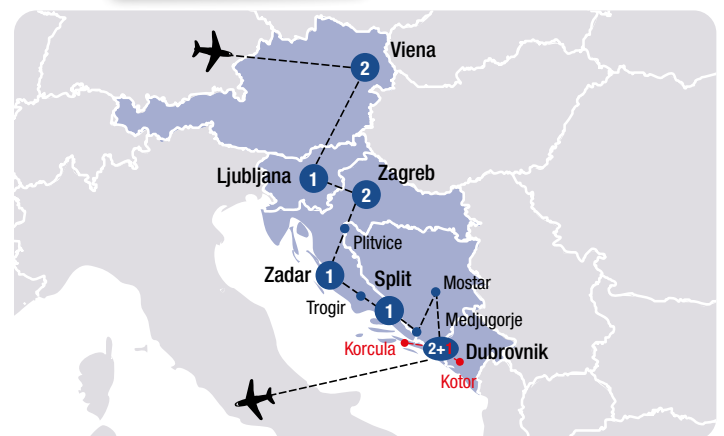 Viena
2
Ljubljana
1
Zagreb
2
Plitvice
Zadar
1
Split
1
Trogir
Mostar
Medjugorje
Korcula
2+1
Dubrovnik
Kotor